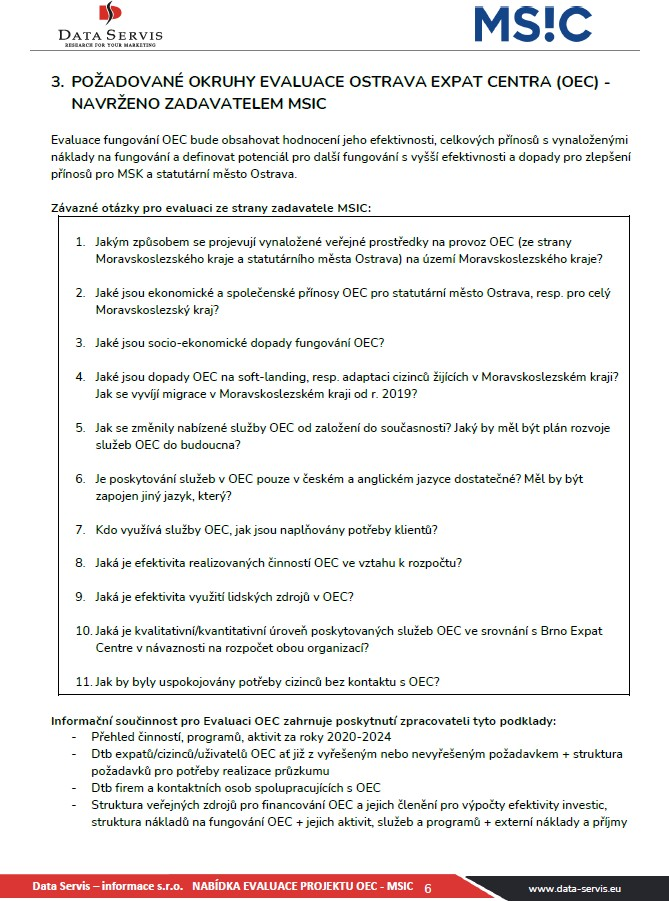 DATA SERVIS
RESEARCH FOR YOUR MARKETING
MS!C
3. POŽADOVANÉ OKRUHY EVALUACE OSTRAVA EXPAT CENTRA (OEC) -
NAVRŽENO ZADAVATELEM MSIC
Evaluace fungování OEC bude obsahovat hodnocení jeho efektivnosti, celkových přínosů s vynaloženými
náklady na fungování a definovat potenciál pro další fungování s vyšší efektivnosti a dopady pro zlepšení
přínosů pro MSK a statutární město Ostrava.
Závazné otázky pro evaluaci ze strany zadavatele MSIC:
1. Jakým způsobem se projevují vynaložené veřejné prostředky na provoz OEC (ze strany
Moravskoslezského kraje a statutárního města Ostrava) na území Moravskoslezského kraje?
2. Jaké jsou ekonomické a společenské přínosy OEC pro statutární město Ostrava, resp. pro celý
Moravskoslezský kraj?
3. Jaké jsou socio-ekonomické dopady fungování OEC?
4. Jaké jsou dopady OEC na soft-landing, resp. adaptaci cizinců žijících v Moravskoslezském kraji?
Jak se vyvíjí migrace v Moravskoslezském kraji od r. 2019?
5. Jak se změnily nabízené služby OEC od založení do současnosti? Jaký by měl být plán rozvoje
služeb OEC do budoucna?
6. Je poskytování služeb v OEC pouze v českém a anglickém jazyce dostatečné? Měl by být
zapojen jiný jazyk, který?
7. Kdo využívá služby OEC, jak jsou naplňovány potřeby klientů?
8. Jaká je efektivita realizovaných činností OEC ve vztahu k rozpočtu?
9. Jaká je efektivita využití lidských zdrojů v OEC?
10. Jaká je kvalitativní/kvantitativní úroveň poskytovaných služeb OEC ve srovnání s Brno Expat
Centre v návaznosti na rozpočet obou organizací?
11. Jak by byly uspokojovány potřeby cizinců bez kontaktu s OEC?
Informační součinnost pro Evaluaci OEC zahrnuje poskytnutí zpracovateli tyto podklady:
- Přehled činností, programů, aktivit za roky 2020-2024
- Dtb expatů/cizinců/uživatelů OEC ať již z vyřešeným nebo nevyřešeným požadavkem + struktura
požadavků pro potřeby realizace průzkumu
- Dtb firem a kontaktních osob spolupracujících s OEC
- Struktura veřejných zdrojů pro financování OEC a jejich členění pro výpočty efektivity investic,
struktura nákladů na fungování OEC + jejich aktivit, služeb a programů + externí náklady a příjmy
Data Servis – informace s.r.o. NABÍDKA EVALUACE PROJEKTU OEC - MSIC 6
www.data-servis.eu